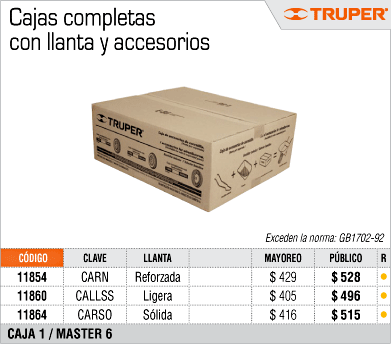 Cajas completas
con llanta y accesorios
TRUPER®
TRUPER®
Exceden la norma: GB1702-92
CÓDIGO CLAVE LLANTA MAYOREO PÚBLICO R
11854 CARN Reforzada $ 429 $ 528
11860 CALLSS Ligera $ 405 $ 496
11864 CARSO Sólida $ 416 $ 515
CAJA 1 / MASTER 6